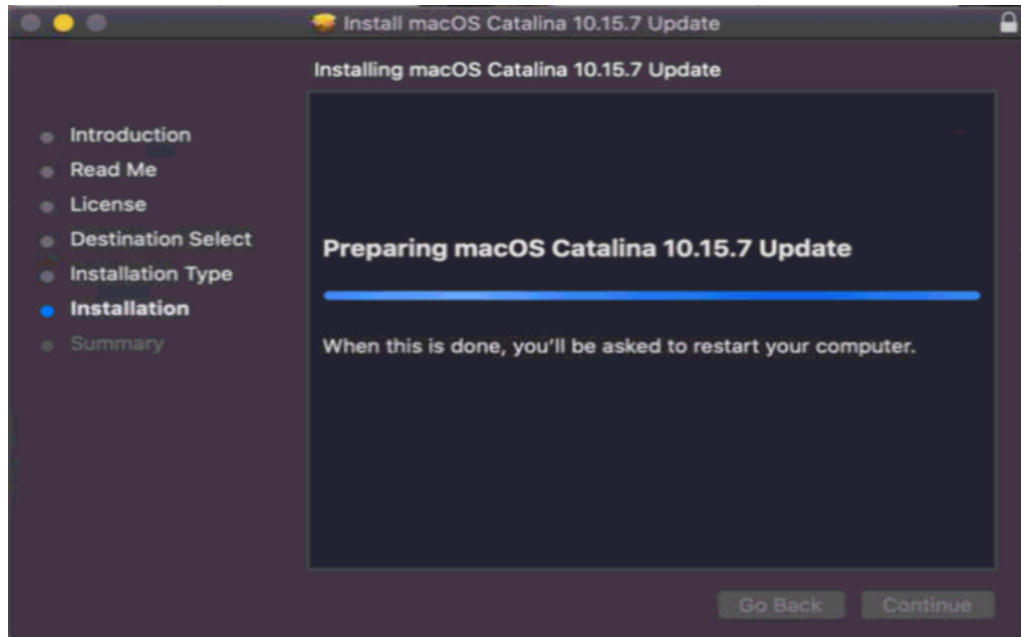 Install macOS Catalina 10.15.7 Update
Installing macOS Catalina 10.15.7 Update
Introduction
Read Me
License
Destination Select
Installation Type
Installation
Summary
Preparing macOS Catalina 10.15.7 Update
When this is done, you'll be asked to restart your computer.
Go Back
Continue